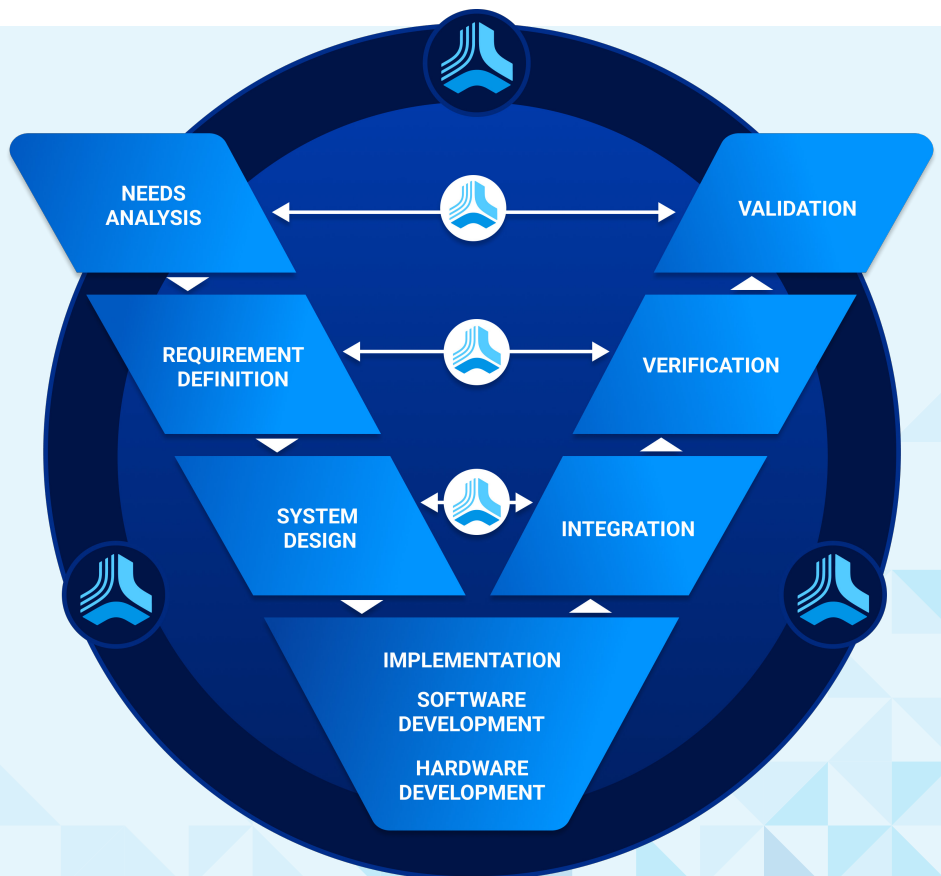 NEEDS
ANALYSIS
VALIDATION
REQUIREMENT
DEFINITION
VERIFICATION
SYSTEM
DESIGN
INTEGRATION
IMPLEMENTATION
SOFTWARE
DEVELOPMENT
HARDWARE
DEVELOPMENT